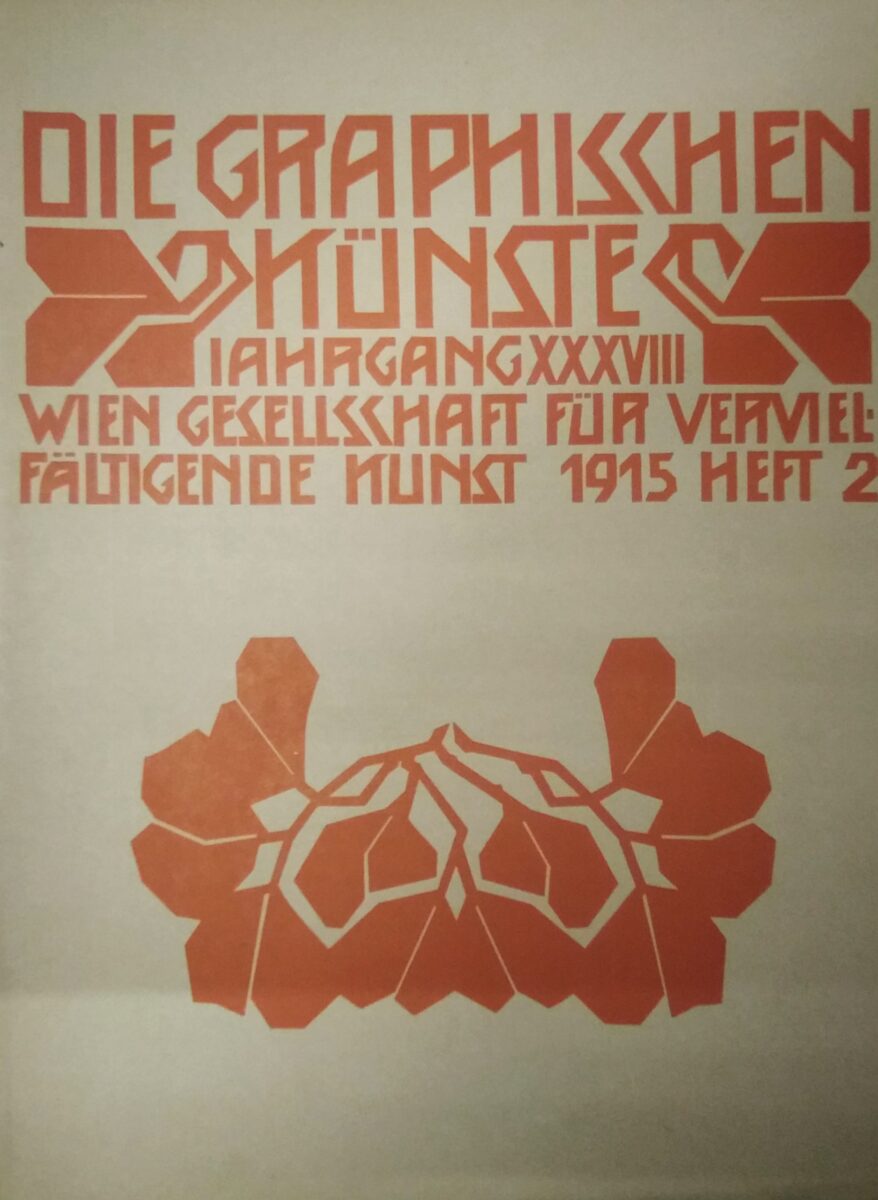 DIE GRAPHISCHEN
KÜNSTE
IAHRGANG XXXVIII
WIEN GESELLSCHAFT FÜR VERVIEL-
FÄLTIGENDE KUNST 1915 HEFT 2